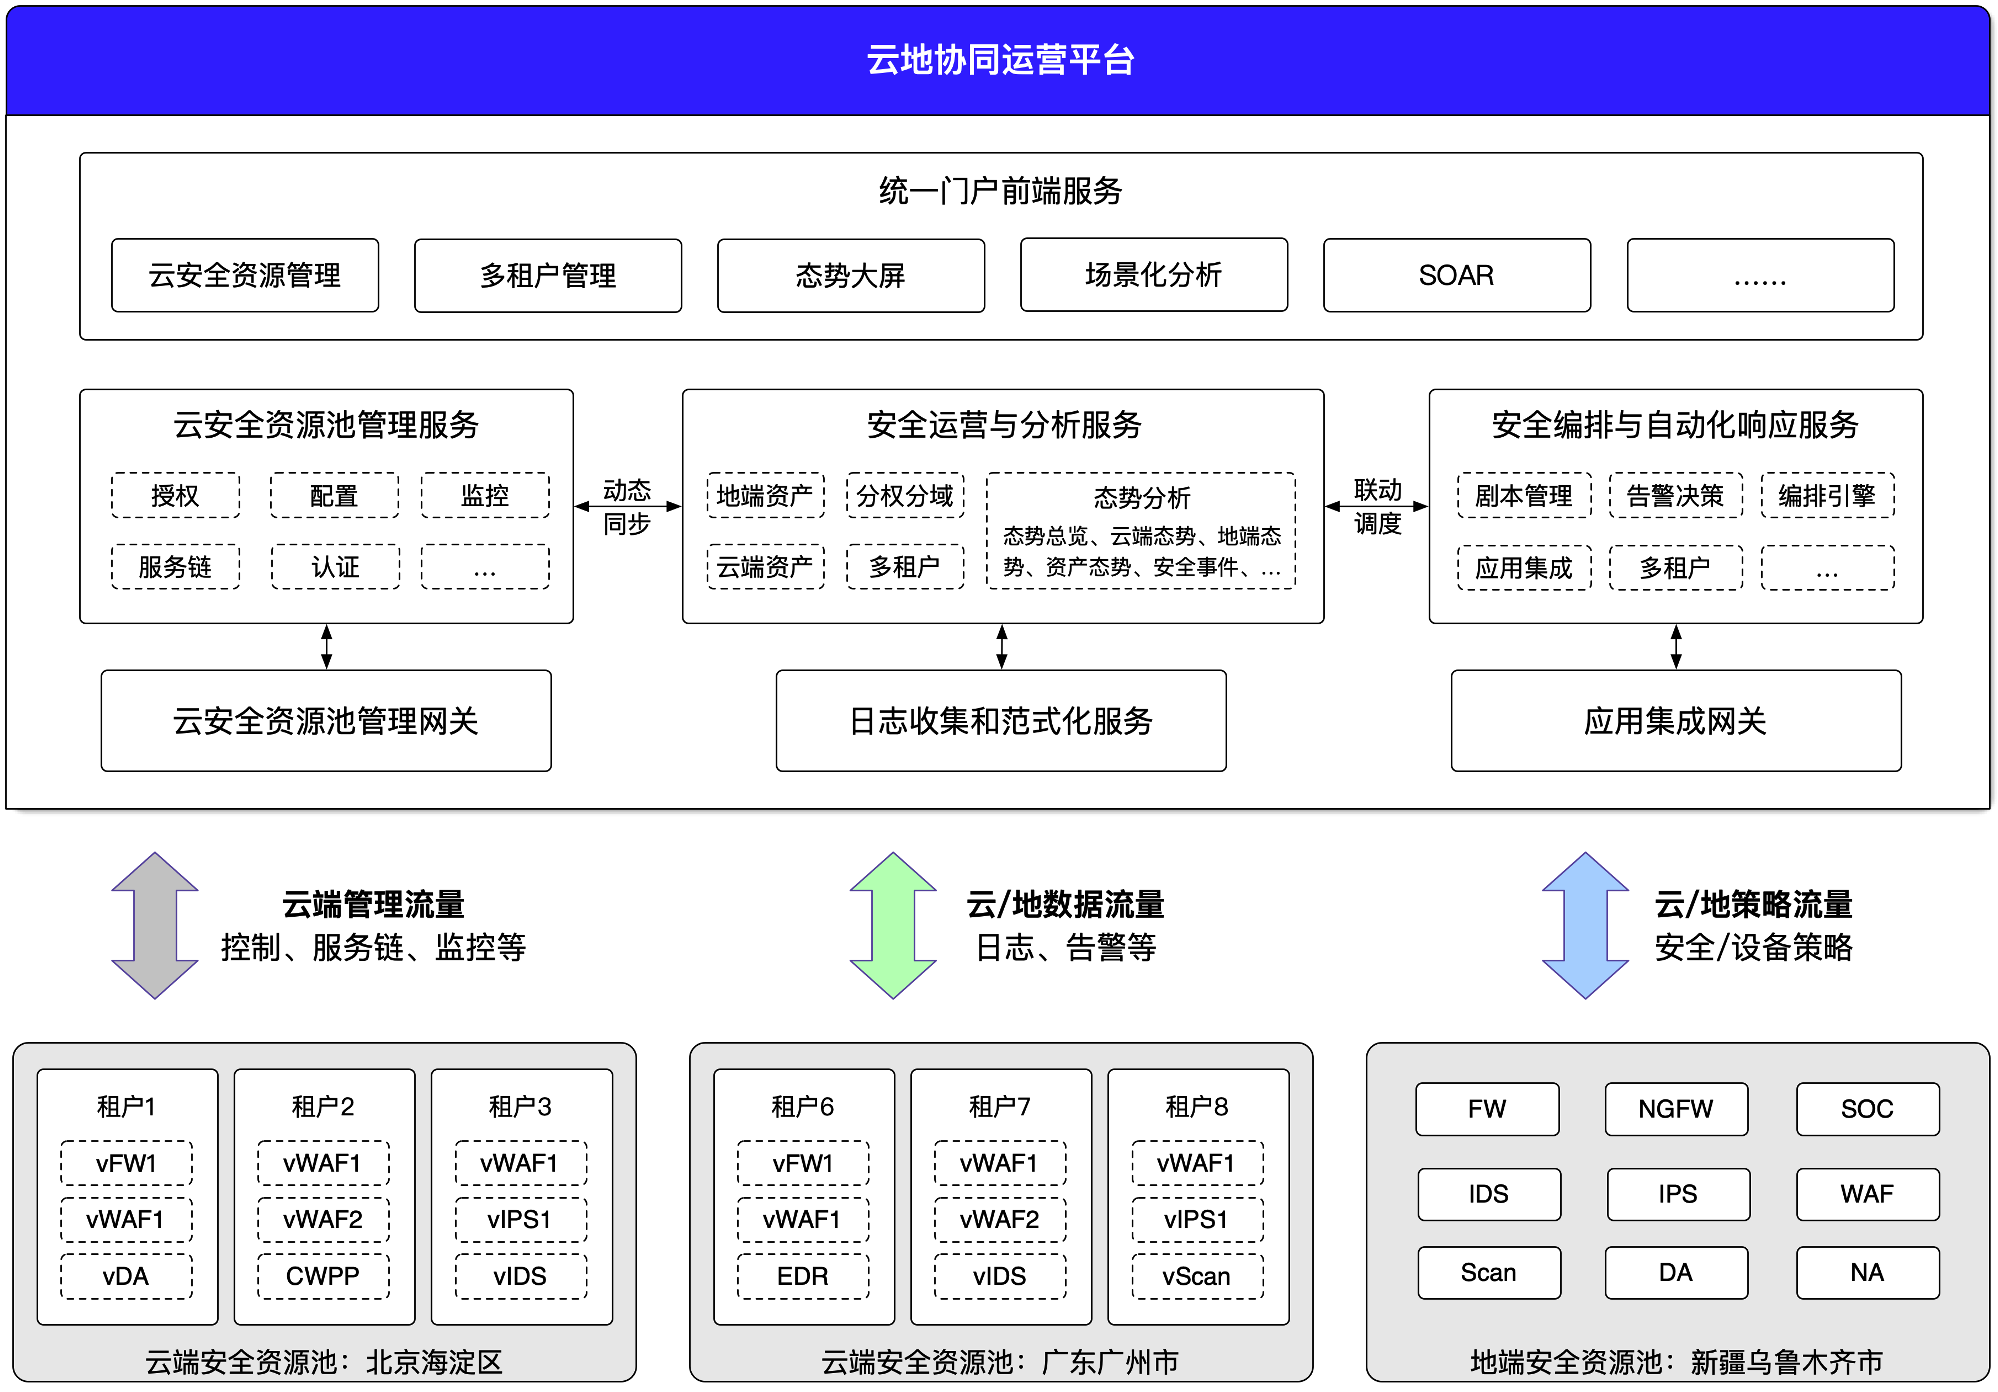 云地协同运营平台
统一门户前端服务
云安全资源管理
多租户管理
态势大屏
场景化分析
SOAR
……
云安全资源池管理服务
授权
配置
监控
服务链
认证
...
动态
同步
安全运营与分析服务
地端资产
分权分域
云端资产
多租户
态势分析
态势总览、云端态势、地端态
势、资产态势、安全事件、...
联动
调度
安全编排与自动化响应服务
剧本管理
告警决策
编排引擎
应用集成
多租户
...
云安全资源池管理网关
日志收集和范式化服务
应用集成网关
云端管理流量
控制、服务链、监控等
云/地数据流量
日志、告警等
云/地策略流量
安全/设备策略
租户1
vFW1
vWAF1
vDA
租户2
vWAF1
vWAF2
CWPP
租户3
vWAF1
vIPS1
vIDS
云端安全资源池：北京海淀区
租户6
vFW1
vWAF1
EDR
租户7
vWAF1
vWAF2
vIDS
租户8
vWAF1
vIPS1
vScan
云端安全资源池：广东广州市
FW
NGFW
SOC
IDS
IPS
WAF
Scan
DA
NA
地端安全资源池：新疆乌鲁木齐市